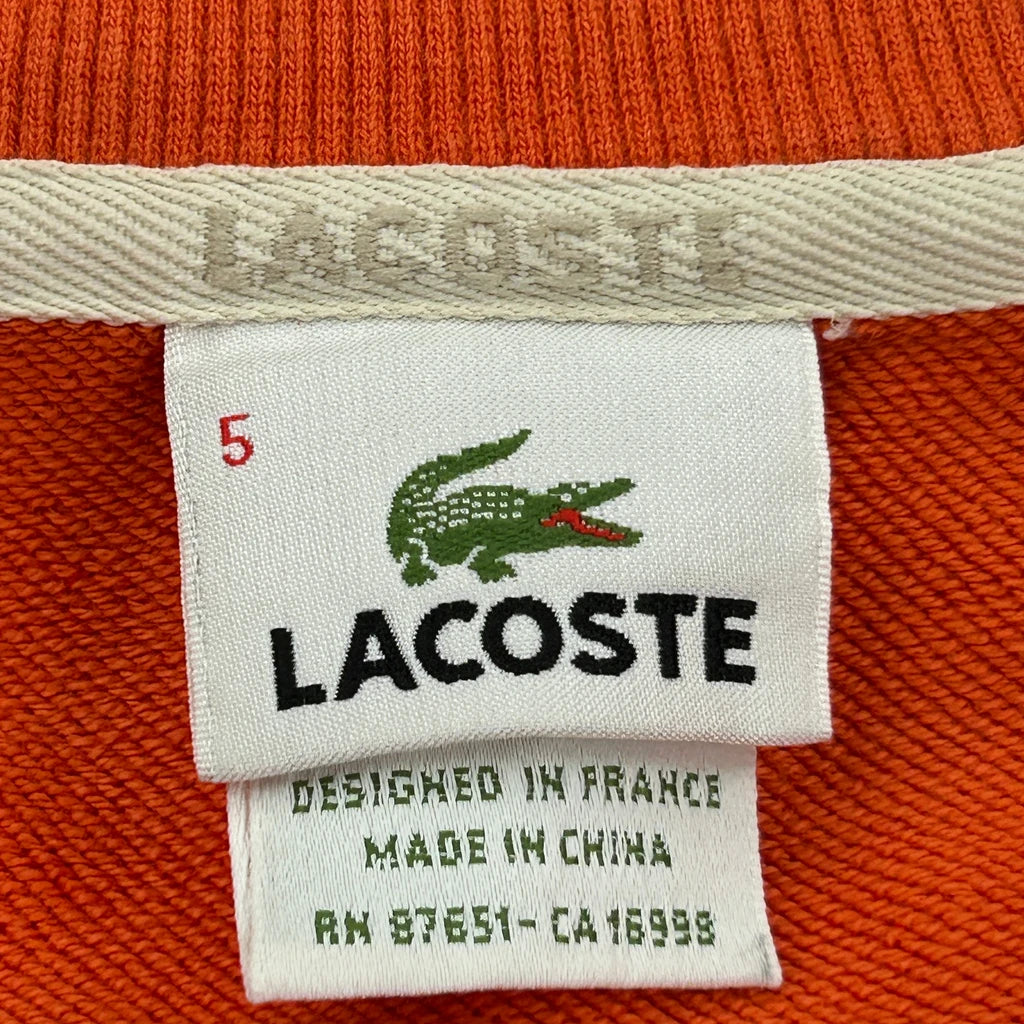 LACOSTE
5
LACOSTE
DESIGNED IN FRANCE
MADE IN CHINA
RN 87651- CA 16998